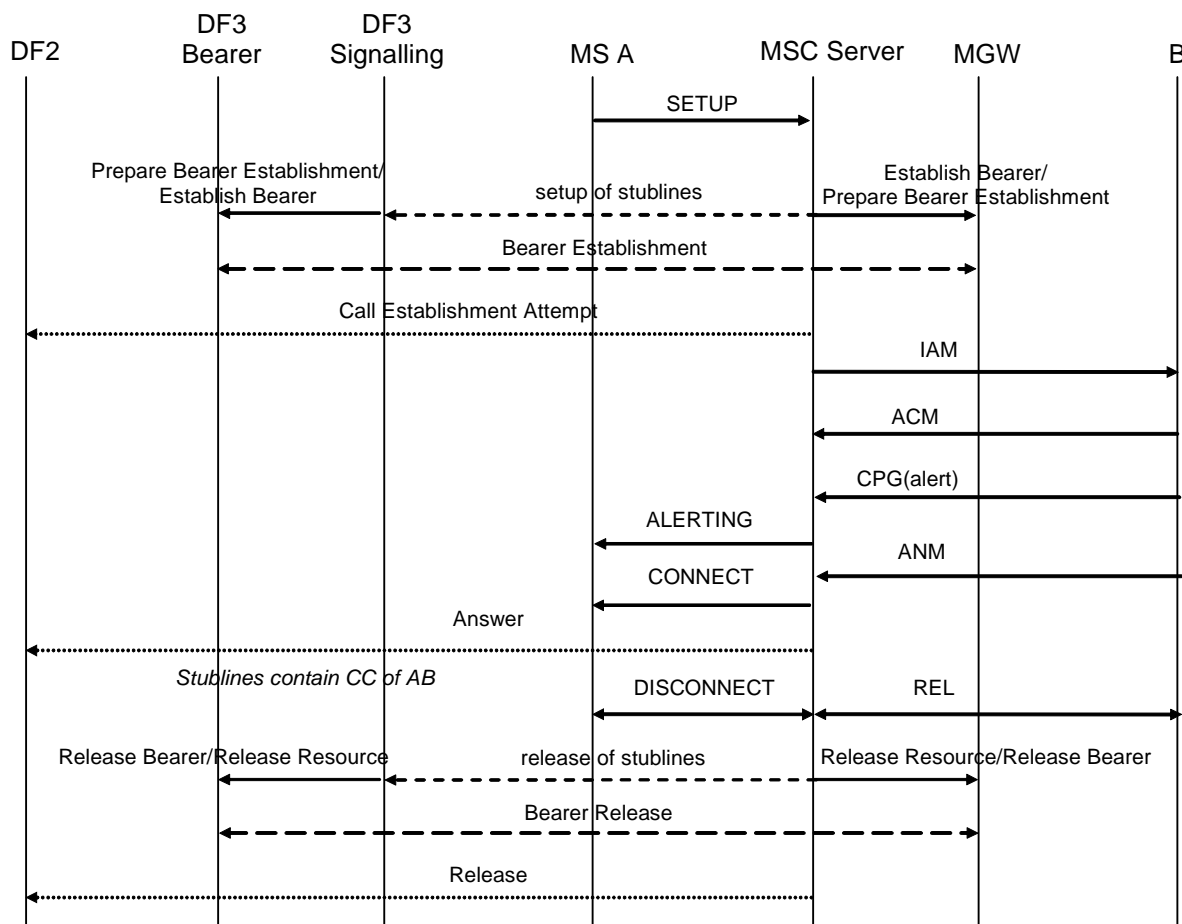 DF3
DF3
DF2
Bearer
Signalling
MS A
MSC Server
MGW
B
SETUP
Prepare Bearer Establishment/
Establish Bearer
setup of stublines
Establish Bearer/
Prepare Bearer Establishment
Bearer Establishment
Call Establishment Attempt
IAM
ACM
CPG(alert)
ALERTING
ANM
CONNECT
Answer
Stublines contain CC of AB
DISCONNECT
REL
Release Bearer/Release Resource
release of stublines
Release Resource/Release Bearer
Bearer Release
Release